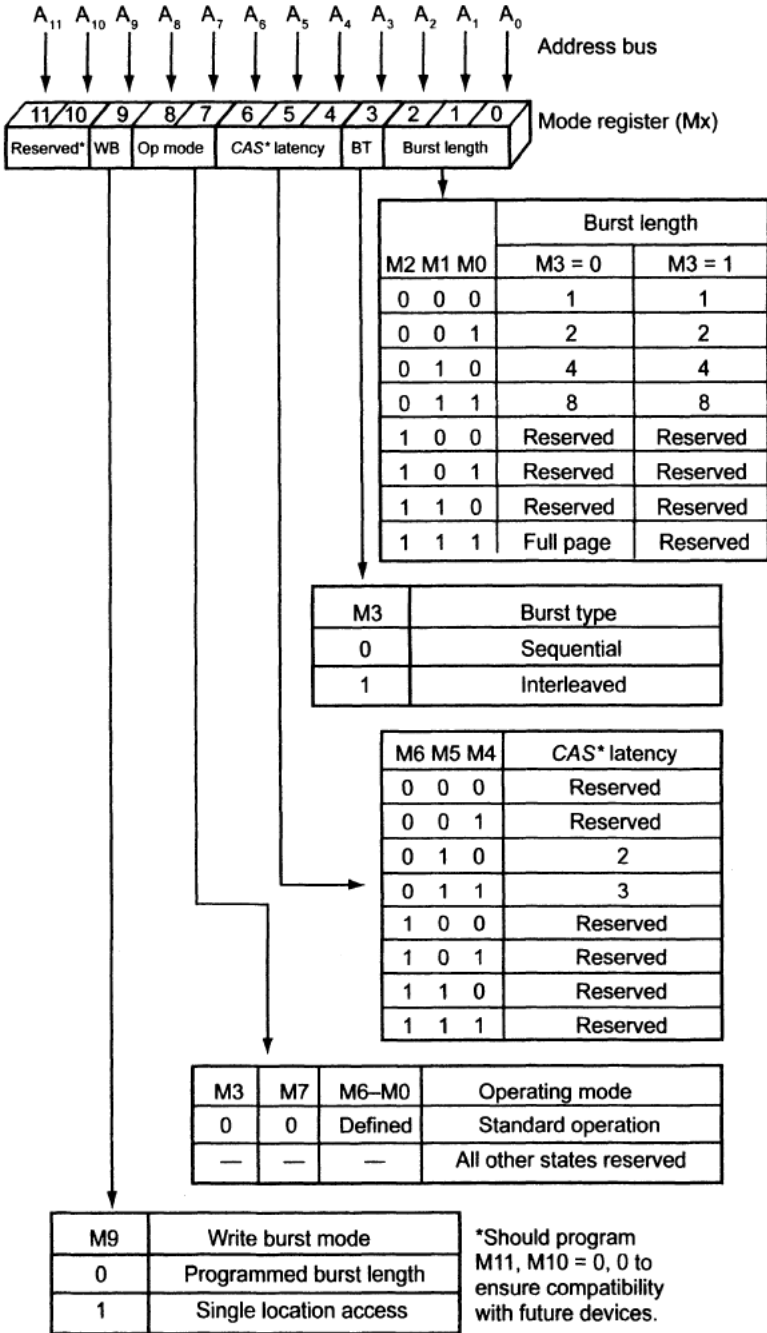 A11 A10 A9 A8 A7 A6 A5 A4 A3 A2 A1 A0
Address bus
11 10 9 8 7 6 5 4 3 2 1 0
Mode register (Mx)
Reserved* WB Op mode CAS* latency BT Burst length
Burst length
M2 M1 M0 M3 = 0 M3 = 1
0 0 0 1 1
0 0 1 2 2
0 1 0 4 4
0 1 1 8 8
1 0 0 Reserved Reserved
1 0 1 Reserved Reserved
1 1 0 Reserved Reserved
1 1 1 Full page Reserved
M3 Burst type
0 Sequential
1 Interleaved
M6 M5 M4 CAS* latency
0 0 0 Reserved
0 0 1 Reserved
0 1 0 2
0 1 1 3
1 0 0 Reserved
1 0 1 Reserved
1 1 0 Reserved
1 1 1 Reserved
M3 M7 M6–M0 Operating mode
0 0 Defined Standard operation
— — — All other states reserved
M9 Write burst mode
0 Programmed burst length
1 Single location access
*Should program
M11, M10 = 0, 0 to
ensure compatibility
with future devices.